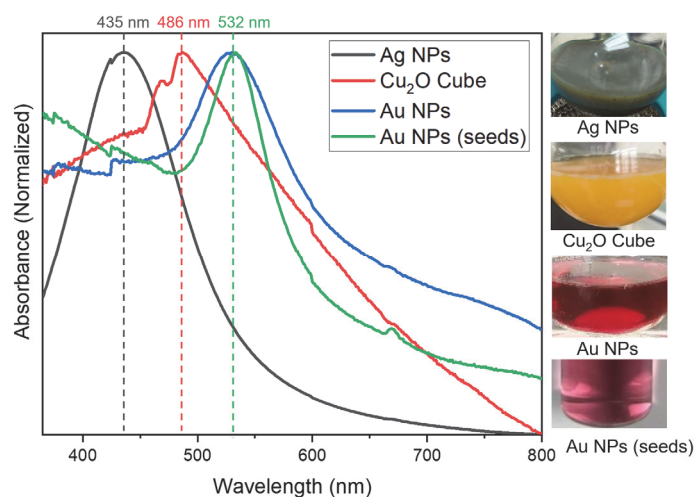 435 nm 486 nm 532 nm
Ag NPs
Cu₂O Cube
Au NPs
Au NPs (seeds)
Absorbance (Normalized)
400 500 600 700 800
Wavelength (nm)
Ag NPs
Cu₂O Cube
Au NPs
Au NPs (seeds)